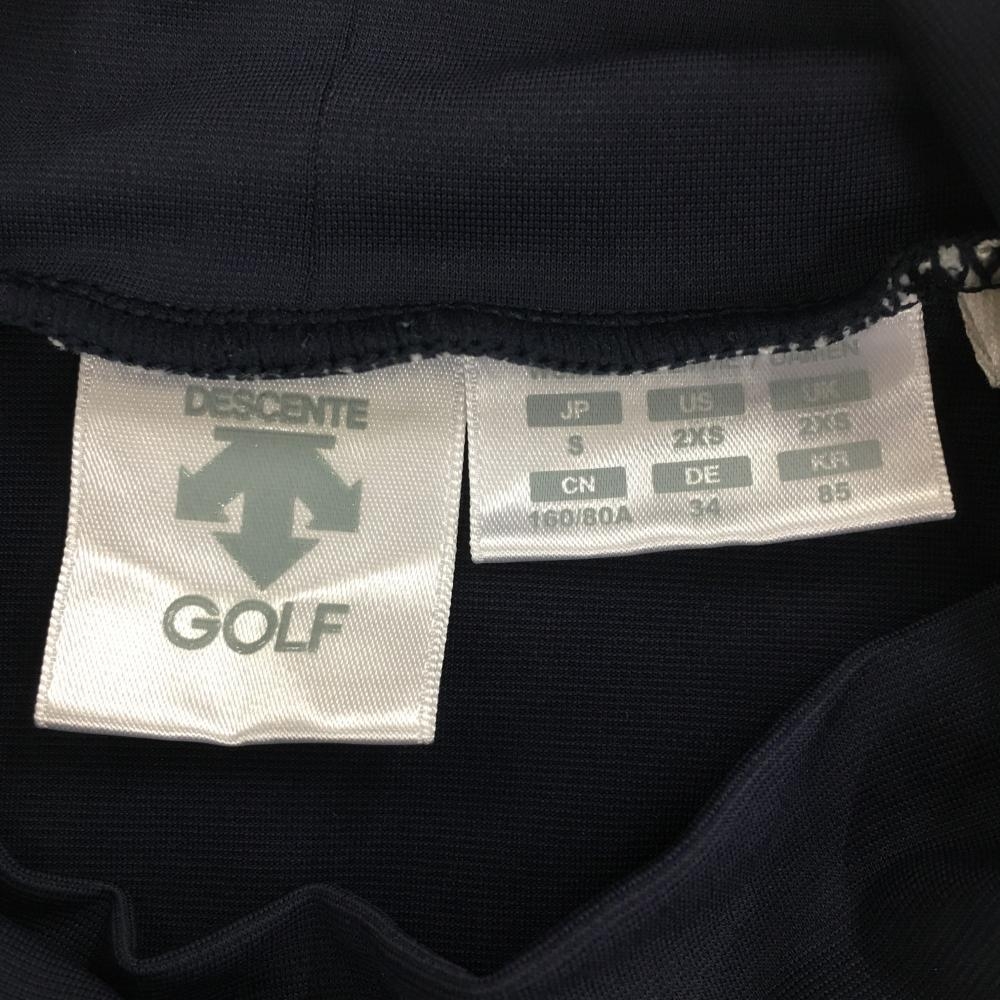 DESCENTE
GOLF
JP US UK
S 2XS 2XS
CN DE KR
160/80A 34 85